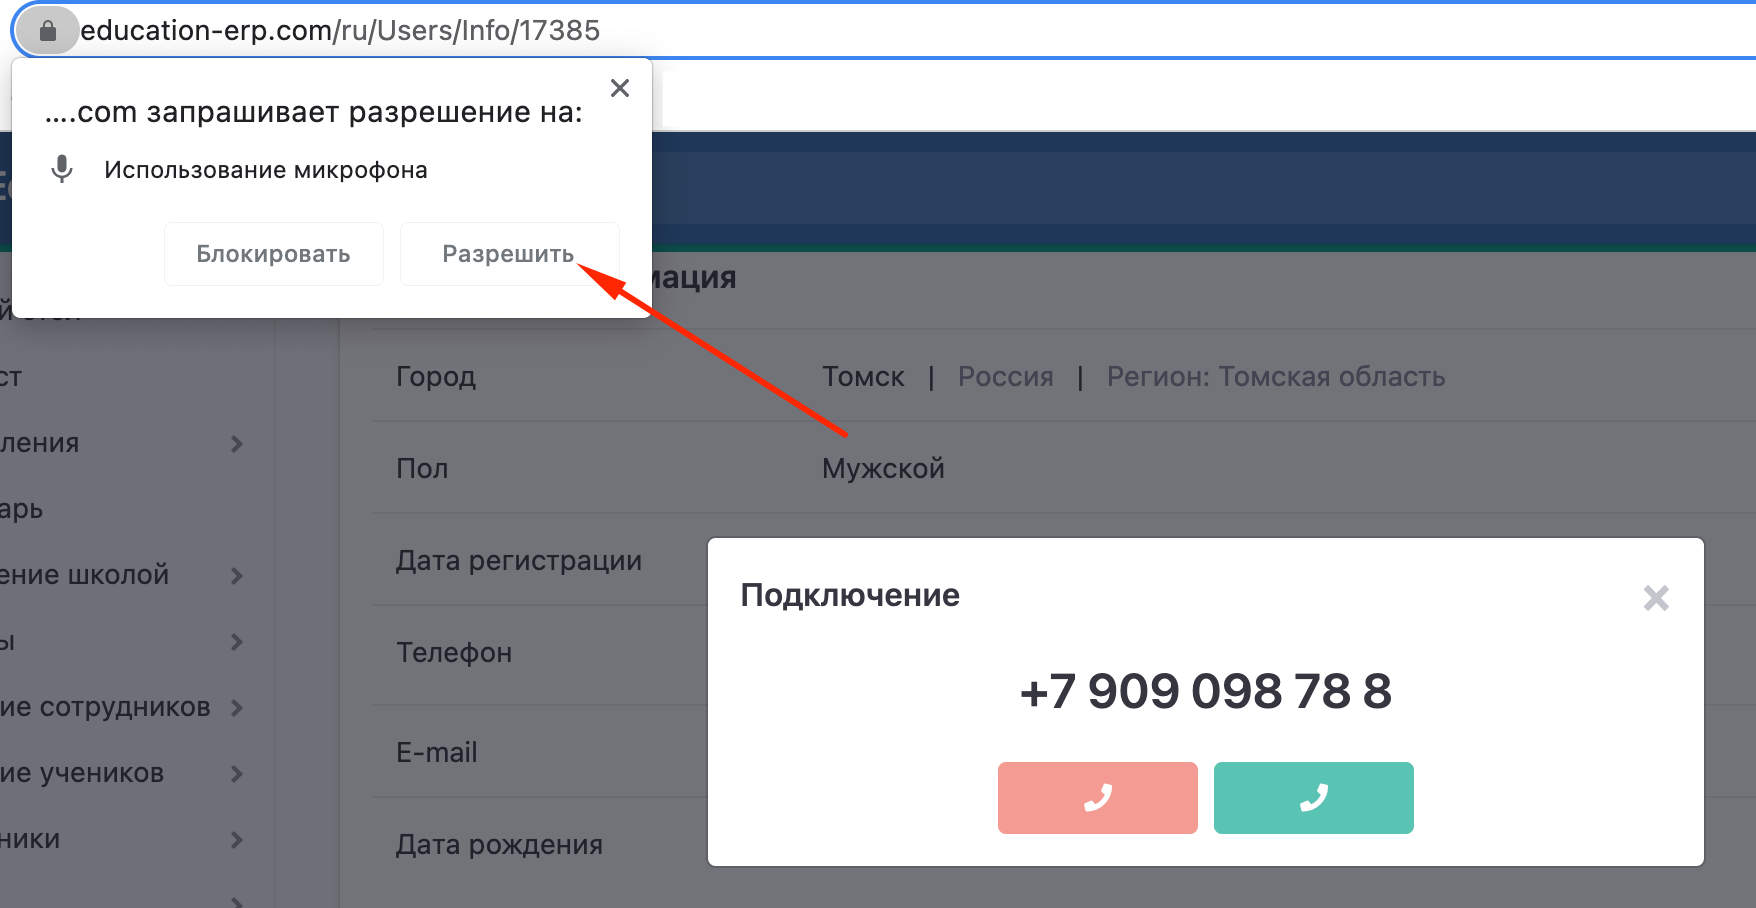 education-erp.com/ru/Users/Info/17385
….com запрашивает разрешение на:
Использование микрофона
Блокировать
Разрешить
мация
ст
Город
Томск | Россия | Регион: Томская область
ления
Пол
Мужской
арь
Дата регистрации
ение школой
Подключение
ы
Телефон
+7 909 098 78 8
ие сотрудников
E-mail
ие учеников
ники
Дата рождения